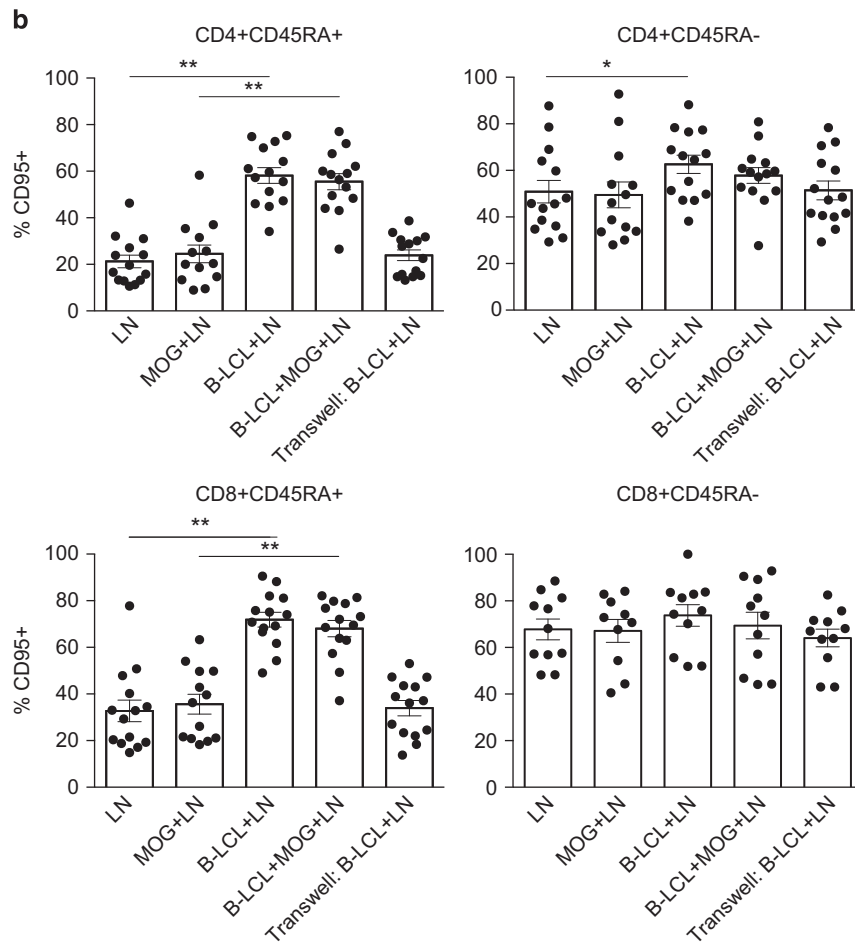 b
CD4+CD45RA+
% CD95+
100
80
60
40
20
0
**
**
LN
MOG+LN
B-LCL+LN
B-LCL+MOG+LN
Transwell: B-LCL+LN
CD4+CD45RA-
100
80
60
40
20
0
*
LN
MOG+LN
B-LCL+LN
B-LCL+MOG+LN
Transwell: B-LCL+LN
CD8+CD45RA+
% CD95+
100
80
60
40
20
0
**
**
LN
MOG+LN
B-LCL+LN
B-LCL+MOG+LN
Transwell: B-LCL+LN
CD8+CD45RA-
100
80
60
40
20
0
LN
MOG+LN
B-LCL+LN
B-LCL+MOG+LN
Transwell: B-LCL+LN